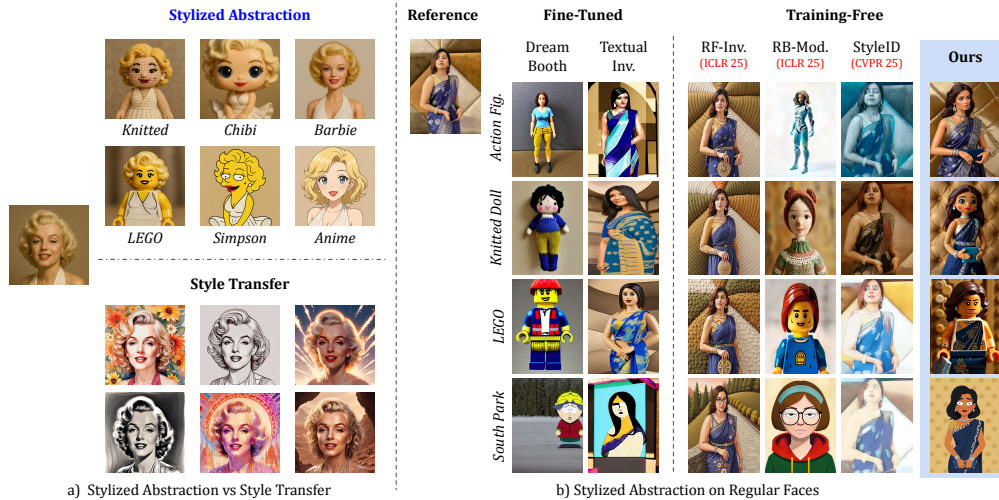 Stylized Abstraction
Knitted
Chibi
Barbie
LEGO
Simpson
Anime
Style Transfer
a) Stylized Abstraction vs Style Transfer
Reference
Fine-Tuned
Training-Free
Dream
Booth
Textual
Inv.
RF-Inv.
(ICLR 25)
RB-Mod.
(ICLR 25)
StyleID
(CVPR 25)
Ours
Action Fig.
Knitted Doll
LEGO
South Park
b) Stylized Abstraction on Regular Faces